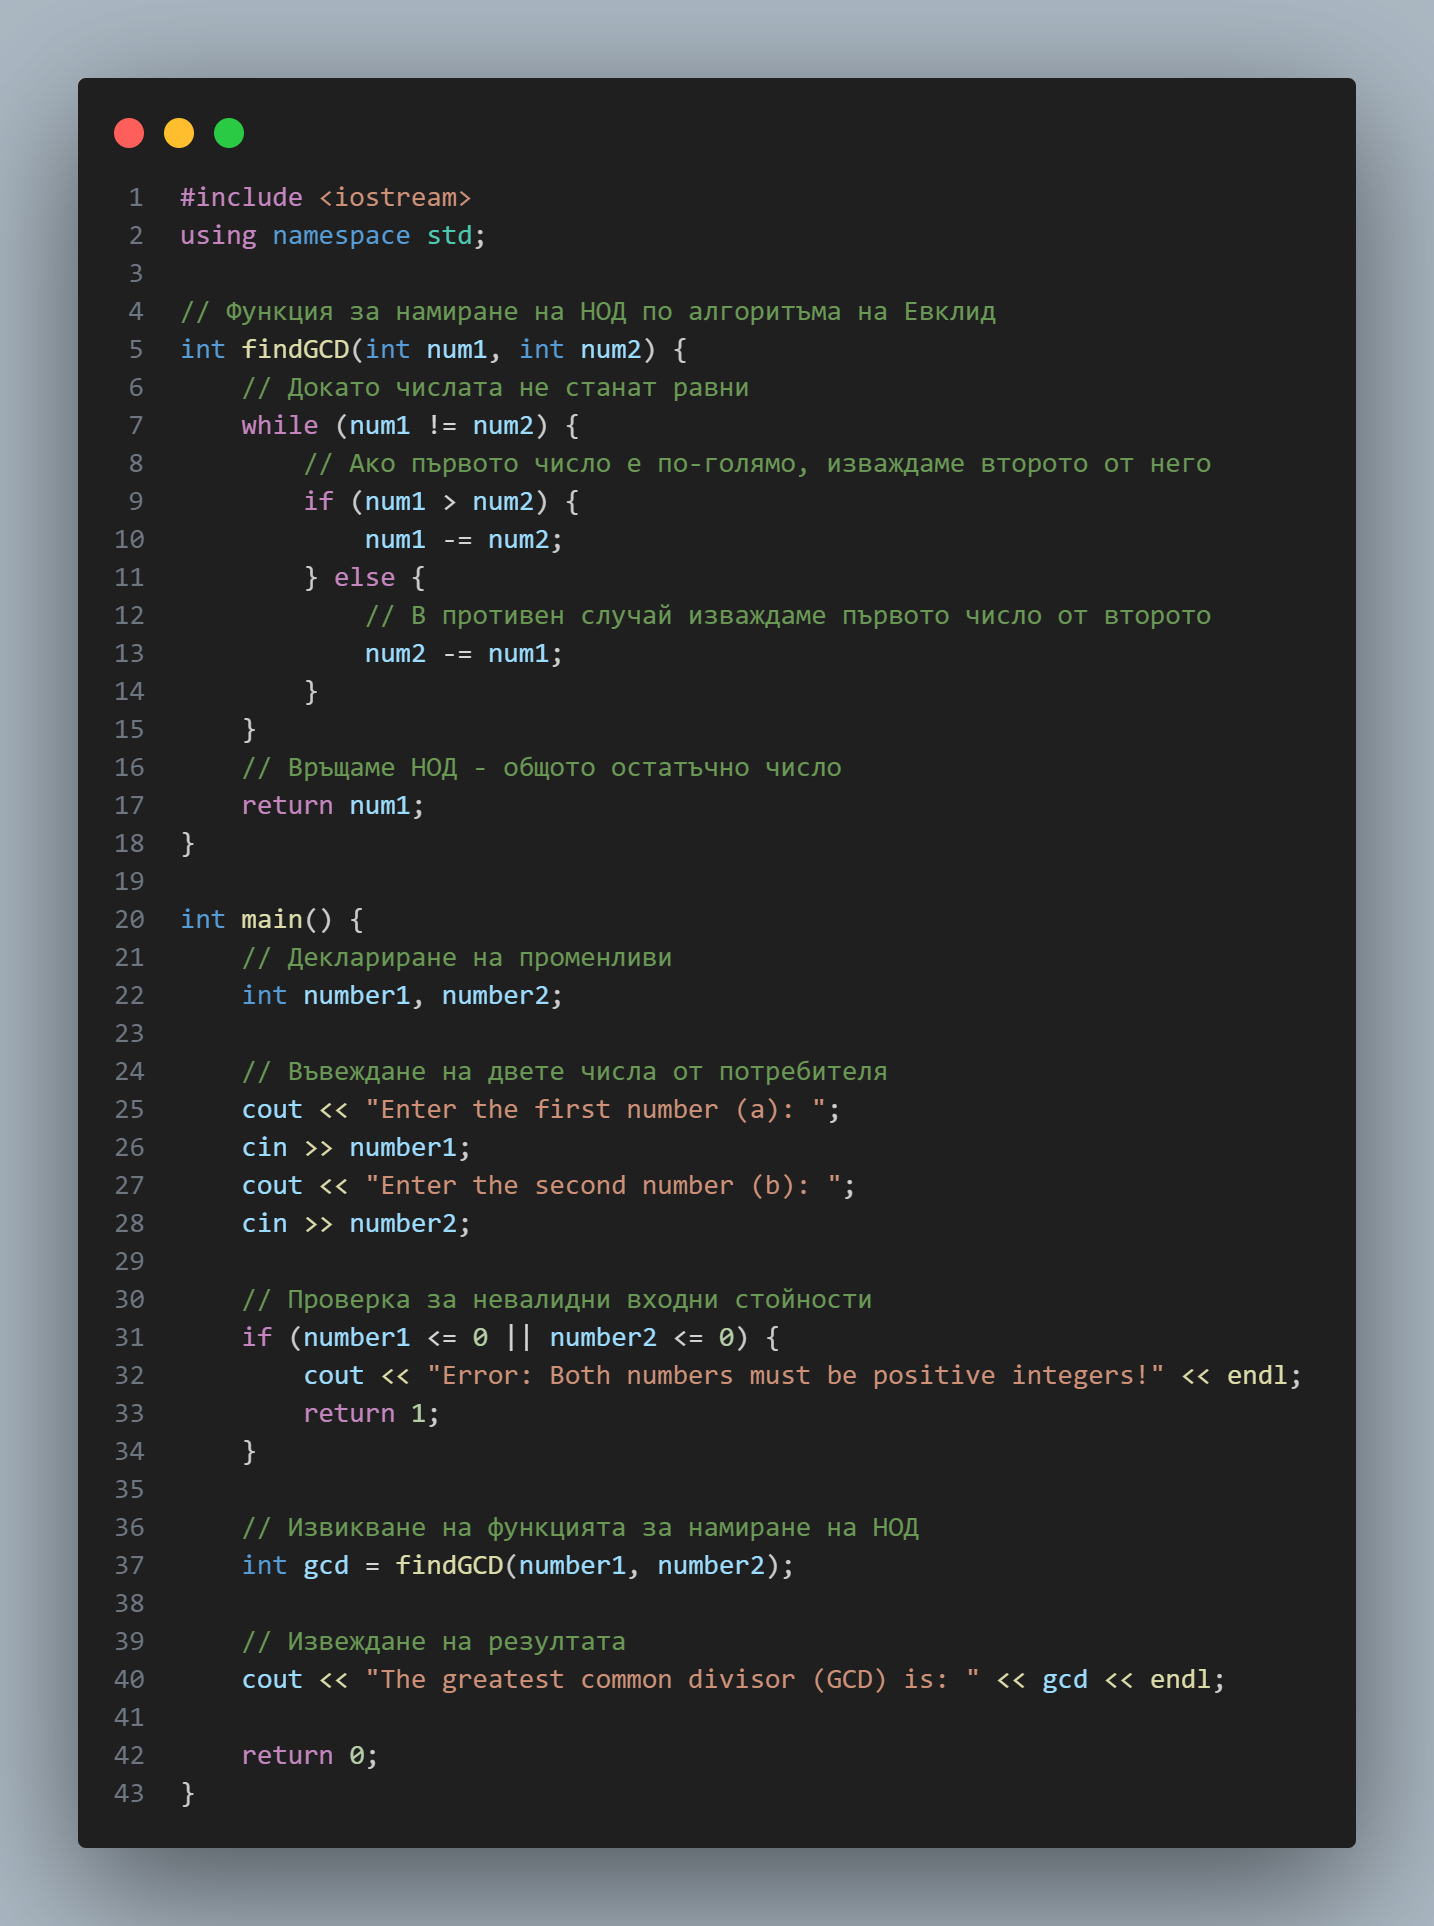 1 #include <iostream>
2 using namespace std;
3
4 // Функция за намиране на НОД по алгоритъма на Евклид
5 int findGCD(int num1, int num2) {
6     // Докато числата не станат равни
7     while (num1 != num2) {
8         // Ако първото число е по-голямо, изваждаме второто от него
9         if (num1 > num2) {
10             num1 -= num2;
11         } else {
12             // В противен случай изваждаме първото число от второто
13             num2 -= num1;
14         }
15     }
16     // Връщаме НОД - общото остатъчно число
17     return num1;
18 }
19
20 int main() {
21     // Деклариране на променливи
22     int number1, number2;
23
24     // Въвеждане на двете числа от потребителя
25     cout << "Enter the first number (a): ";
26     cin >> number1;
27     cout << "Enter the second number (b): ";
28     cin >> number2;
29
30     // Проверка за невалидни входни стойности
31     if (number1 <= 0 || number2 <= 0) {
32         cout << "Error: Both numbers must be positive integers!" << endl;
33         return 1;
34     }
35
36     // Извикване на функцията за намиране на НОД
37     int gcd = findGCD(number1, number2);
38
39     // Извеждане на резултата
40     cout << "The greatest common divisor (GCD) is: " << gcd << endl;
41
42     return 0;
43 }